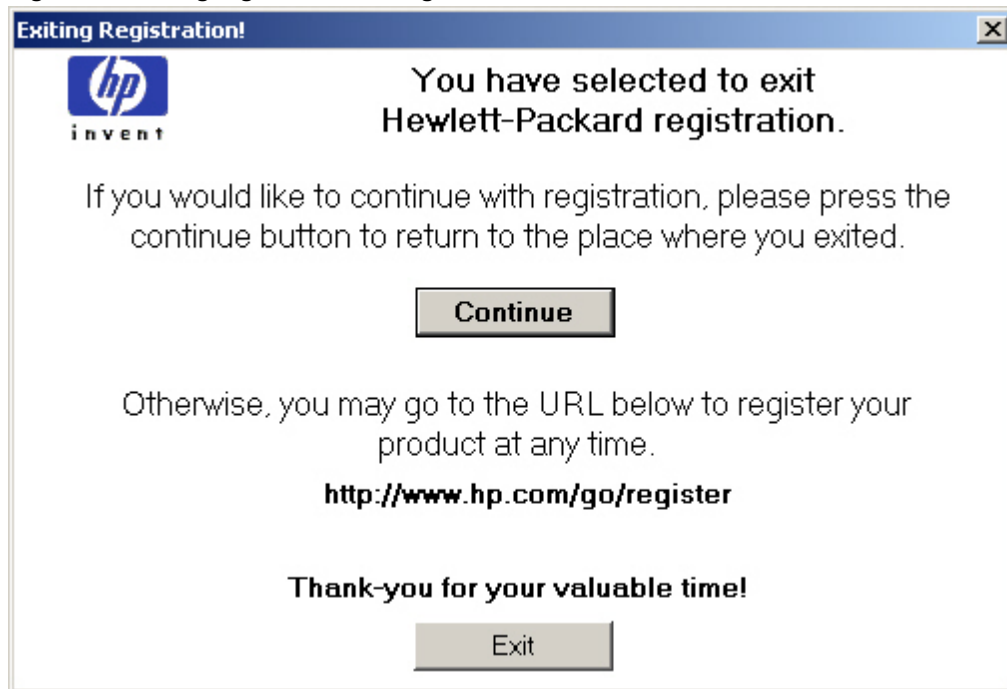 Exiting Registration!
hp
invent
You have selected to exit
Hewlett-Packard registration.
If you would like to continue with registration, please press the
continue button to return to the place where you exited.
Continue
Otherwise, you may go to the URL below to register your
product at any time.
http://www.hp.com/go/register
Thank-you for your valuable time!
Exit